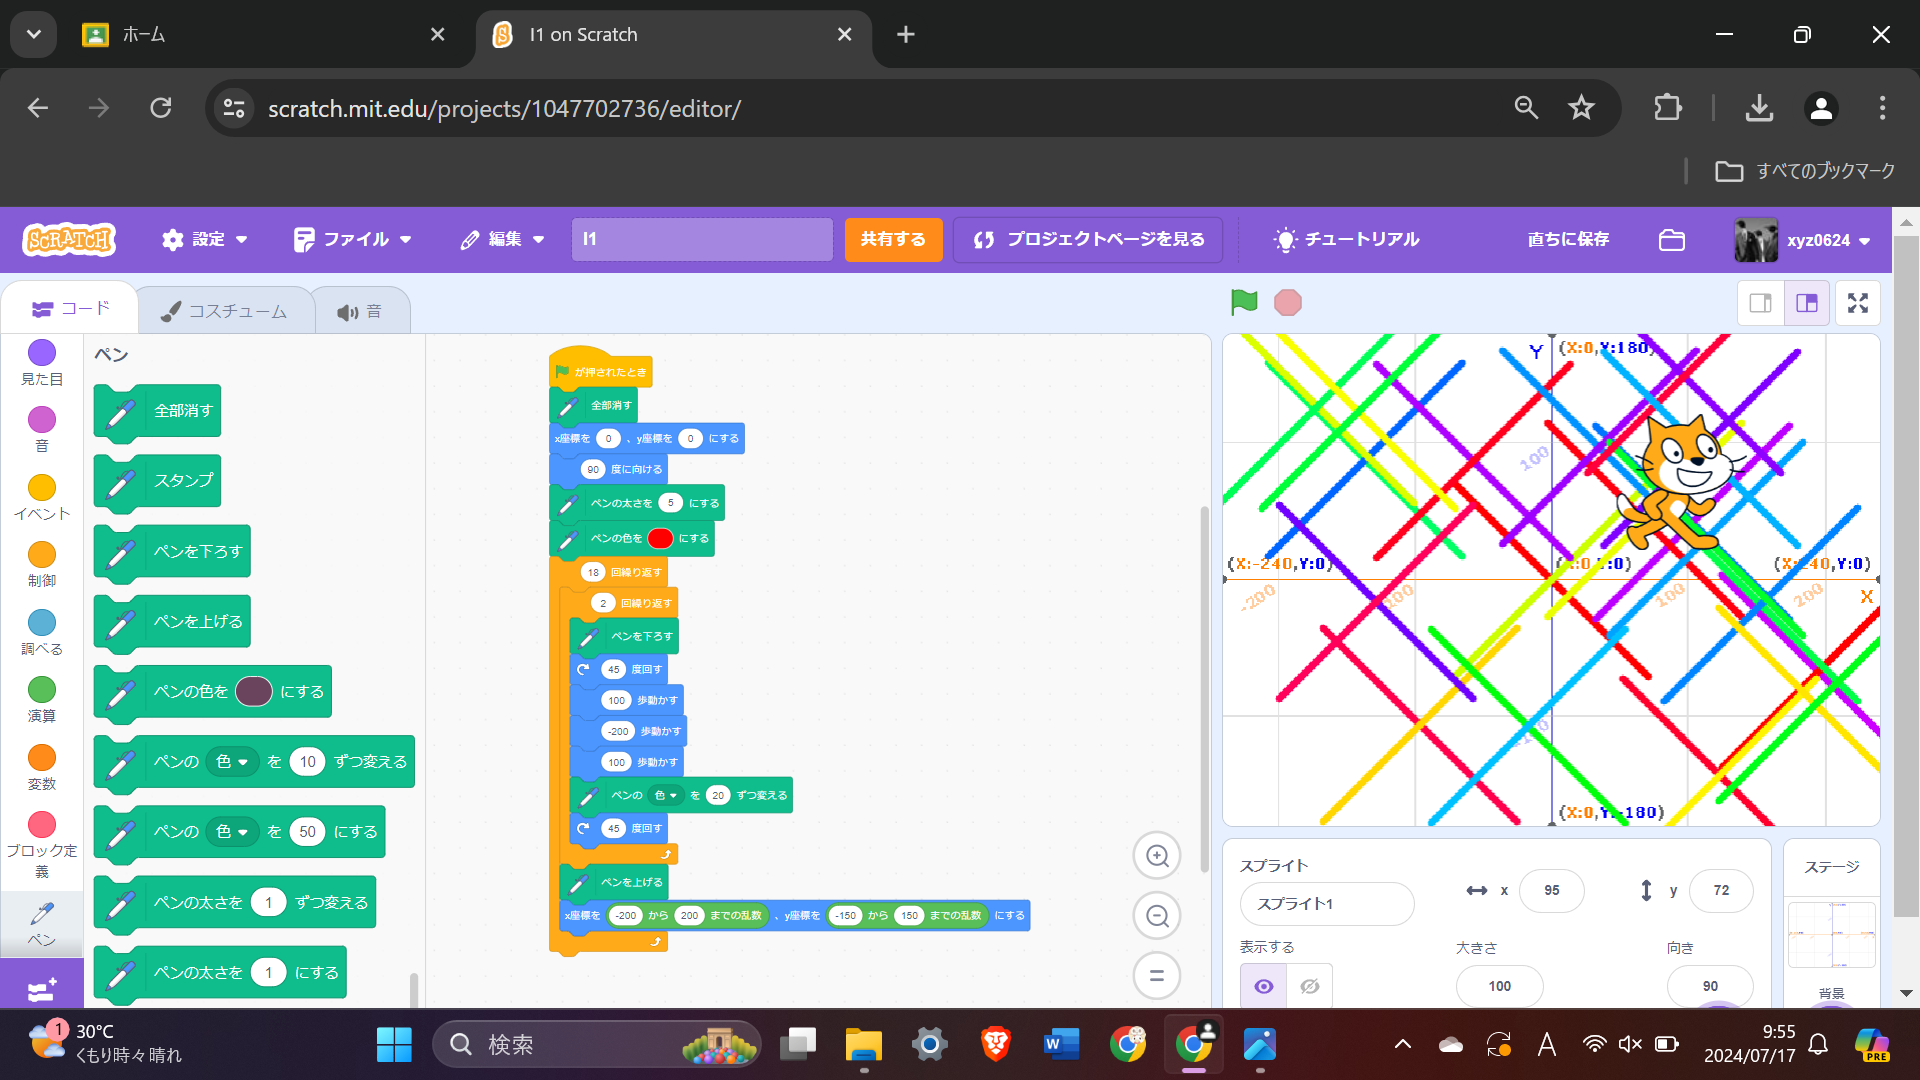 ホーム
I1 on Scratch
scratch.mit.edu/projects/1047702736/editor/
すべてのブックマーク
SCRATCH
設定
ファイル
編集
I1
共有する
プロジェクトページを見る
チュートリアル
直ちに保存
xyz0624
コード
コスチューム
音
見た目
音
イベント
制御
調べる
演算
変数
ブロック定義
ペン
ペン
全部消す
スタンプ
ペンを下ろす
ペンを上げる
ペンの色を にする
ペンの 色 を 10 ずつ変える
ペンの 色 を 50 にする
ペンの太さを 1 ずつ変える
ペンの太さを 1 にする
が押されたとき
全部消す
x座標を 0 、y座標を 0 にする
90 度に向ける
ペンの太さを 5 にする
ペンの色を にする
18 回繰り返す
2 回繰り返す
ペンを下ろす
45 度回す
100 歩動かす
-200 歩動かす
100 歩動かす
ペンの 色 を 20 ずつ変える
45 度回す
ペンを上げる
x座標を -200 から 200 までの乱数 、y座標を -150 から 150 までの乱数 にする
Y (X:0,Y:180)
100
(X:-240,Y:0) (X:0,Y:0) (X:240,Y:0)
-200 -100 100 200 X
-100
(X:0,Y:-180)
スプライト
スプライト1
x 95
y 72
表示する
大きさ
100
向き
90
ステージ
背景
1
30°C
くもり時々晴れ
検索
A
9:55
2024/07/17
PRE